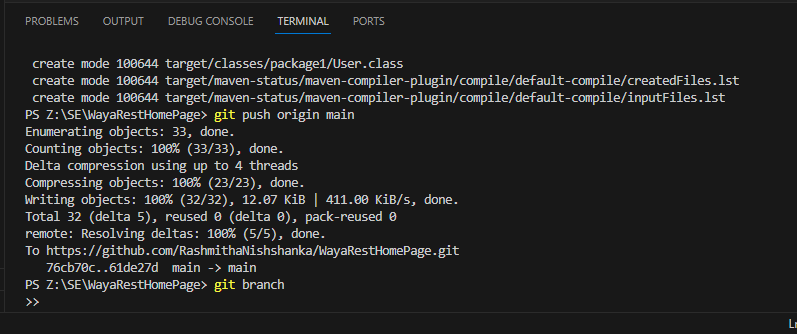 PROBLEMS OUTPUT DEBUG CONSOLE TERMINAL PORTS
create mode 100644 target/classes/package1/User.class
create mode 100644 target/maven-status/maven-compiler-plugin/compile/default-compile/createdFiles.lst
create mode 100644 target/maven-status/maven-compiler-plugin/compile/default-compile/inputFiles.lst
PS Z:\SE\WayaRestHomePage> git push origin main
Enumerating objects: 33, done.
Counting objects: 100% (33/33), done.
Delta compression using up to 4 threads
Compressing objects: 100% (23/23), done.
Writing objects: 100% (32/32), 12.07 KiB | 411.00 KiB/s, done.
Total 32 (delta 5), reused 0 (delta 0), pack-reused 0
remote: Resolving deltas: 100% (5/5), done.
To https://github.com/RashmithaNishshanka/WayaRestHomePage.git
76cb70c..61de27d main -> main
PS Z:\SE\WayaRestHomePage> git branch
>>